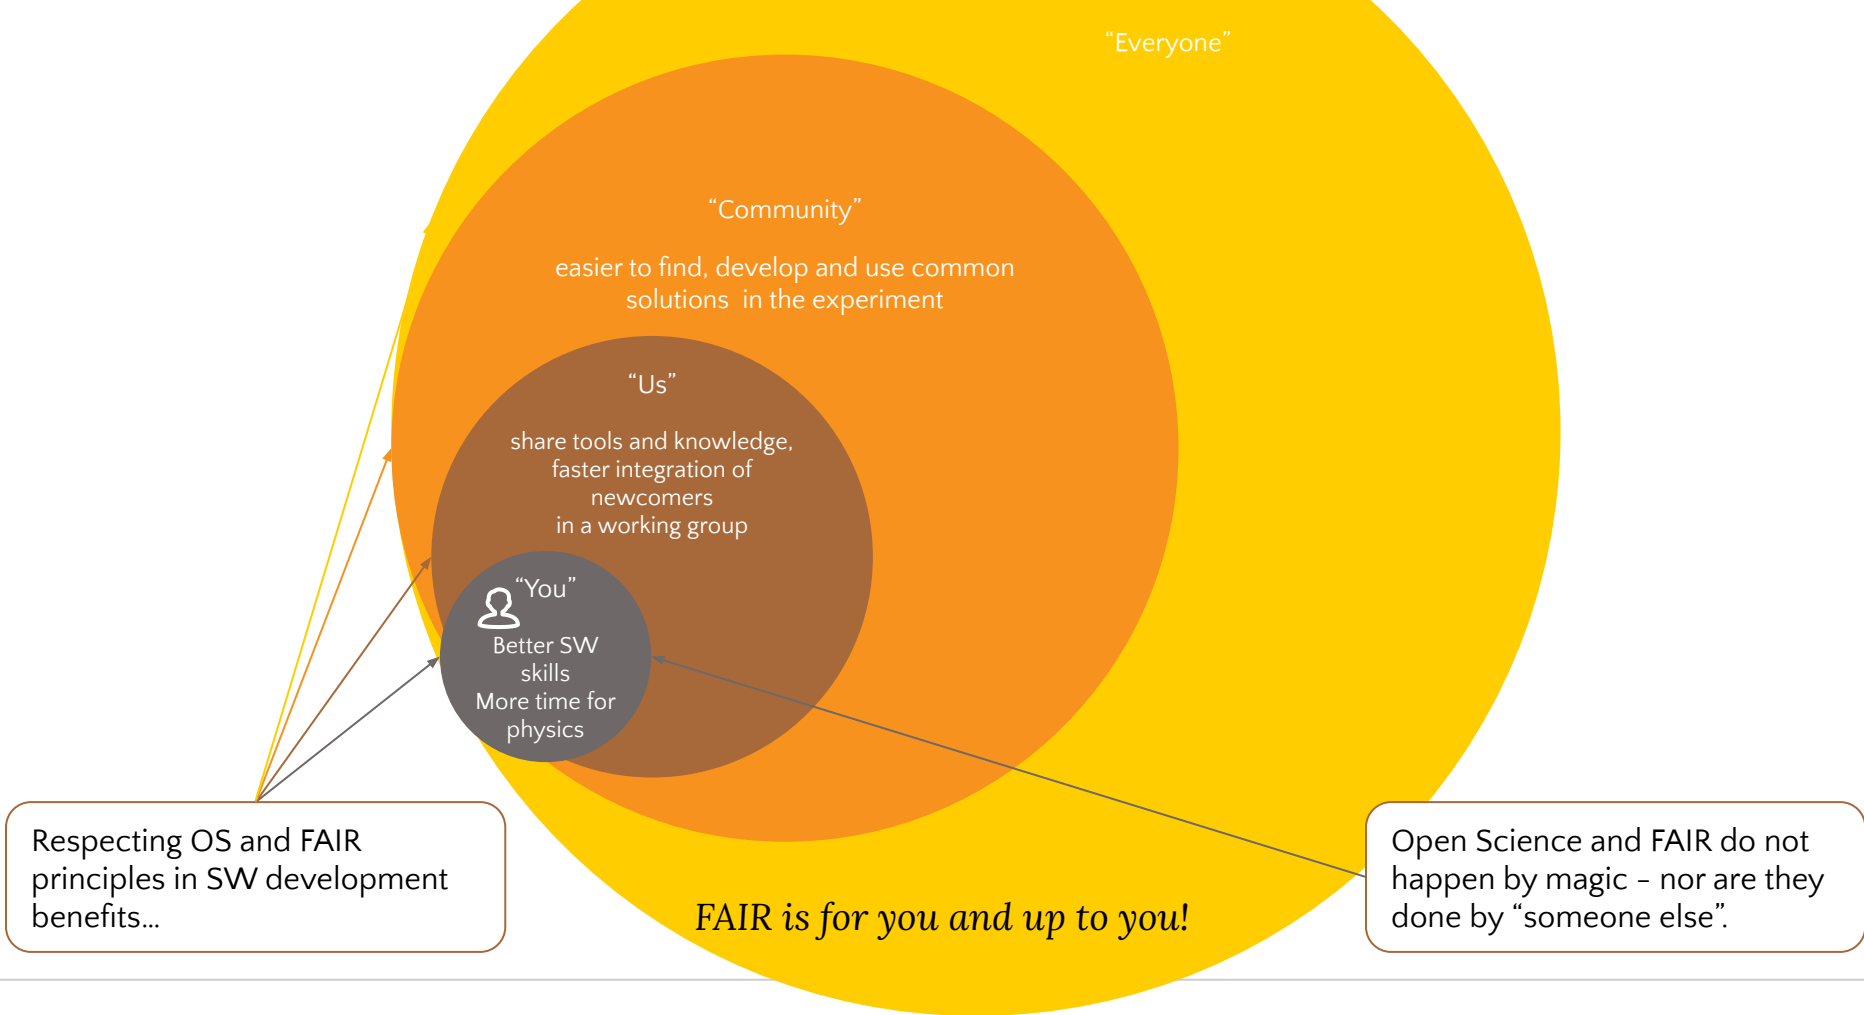 “Everyone”
“Community”
easier to find, develop and use common
solutions in the experiment
“Us”
share tools and knowledge,
faster integration of
newcomers
in a working group
“You”
Better SW
skills
More time for
physics
Respecting OS and FAIR
principles in SW development
benefits...
Open Science and FAIR do not
happen by magic – nor are they
done by “someone else”.
FAIR is for you and up to you!